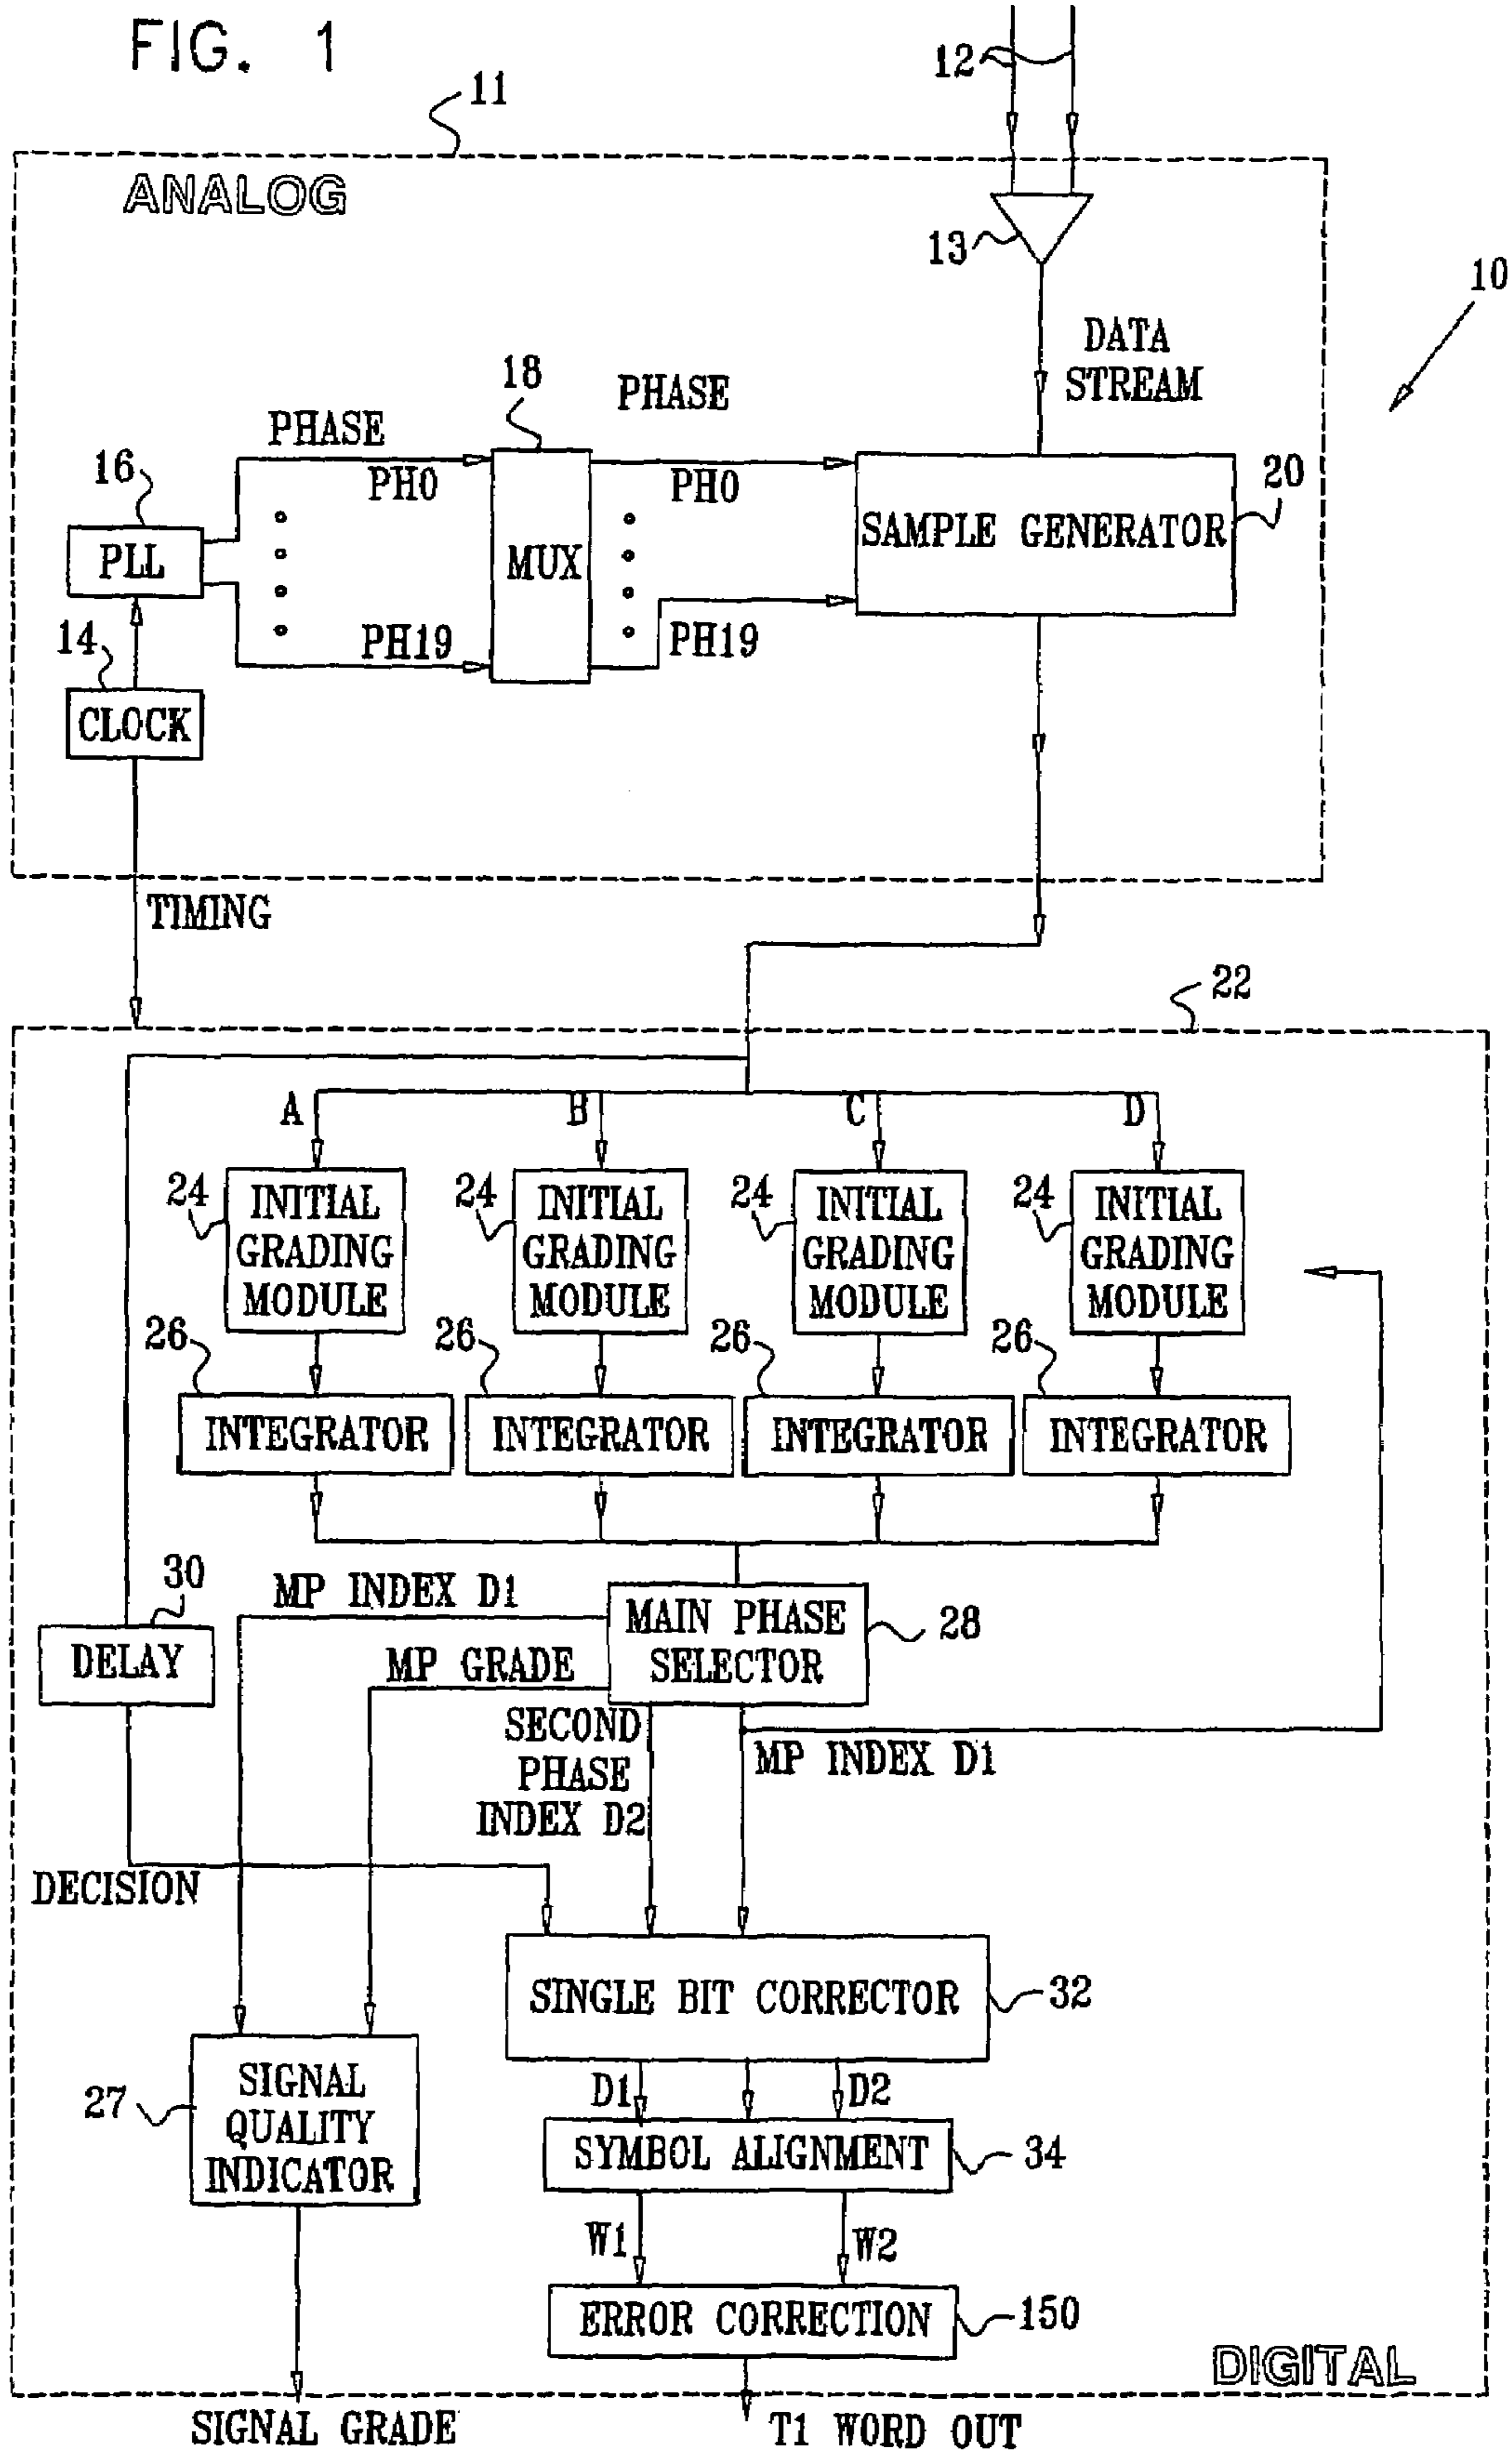 FIG. 1
12
11
ANALOG
13
10
DATA
STREAM
18
PHASE
PHASE
16
PH0
PH0
20
PLL
MUX
SAMPLE GENERATOR
14
PH19
PH19
CLOCK
TIMING
22
A
B
C
D
24
INITIAL
GRADING
MODULE
24
INITIAL
GRADING
MODULE
24
INITIAL
GRADING
MODULE
24
INITIAL
GRADING
MODULE
26
26
26
26
INTEGRATOR
INTEGRATOR
INTEGRATOR
INTEGRATOR
30
MP INDEX D1
MAIN PHASE
SELECTOR
28
DELAY
MP GRADE
SECOND
PHASE
INDEX D2
MP INDEX D1
DECISION
SINGLE BIT CORRECTOR
32
27
SIGNAL
QUALITY
INDICATOR
D1
D2
SYMBOL ALIGNMENT
34
W1
W2
ERROR CORRECTION
150
DIGITAL
SIGNAL GRADE
T1 WORD OUT